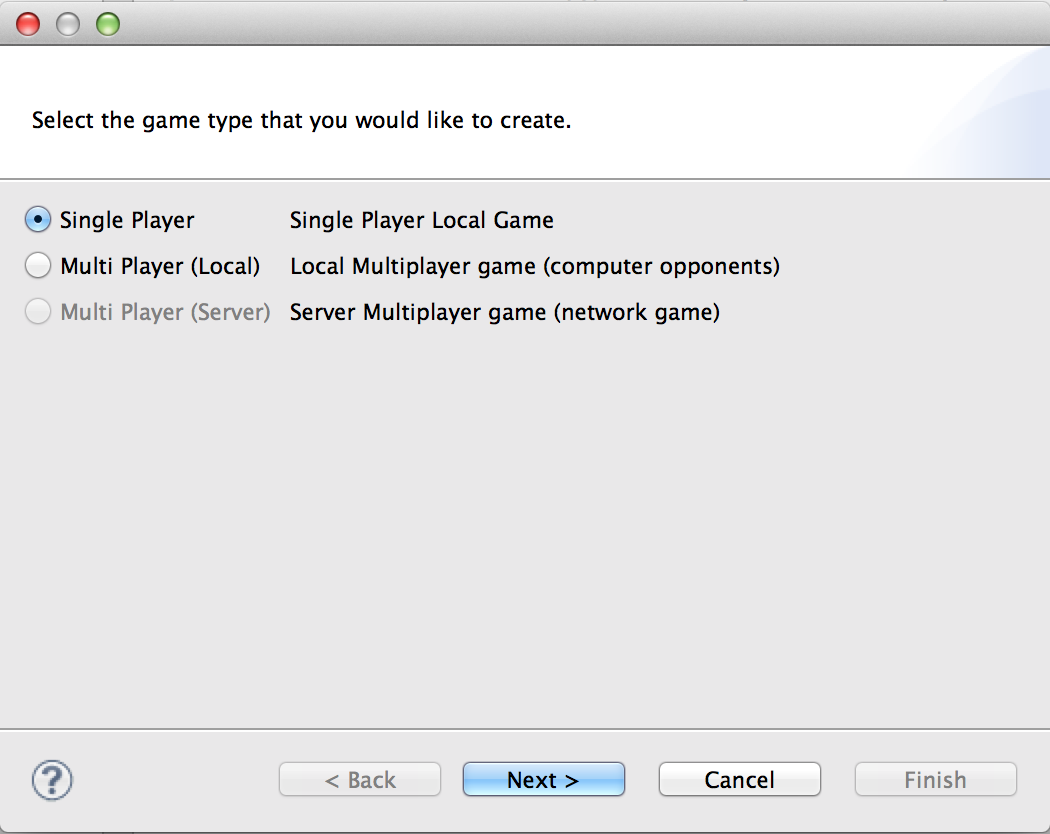 Select the game type that you would like to create.
Single Player Single Player Local Game
Multi Player (Local) Local Multiplayer game (computer opponents)
Multi Player (Server) Server Multiplayer game (network game)
? < Back Next > Cancel Finish